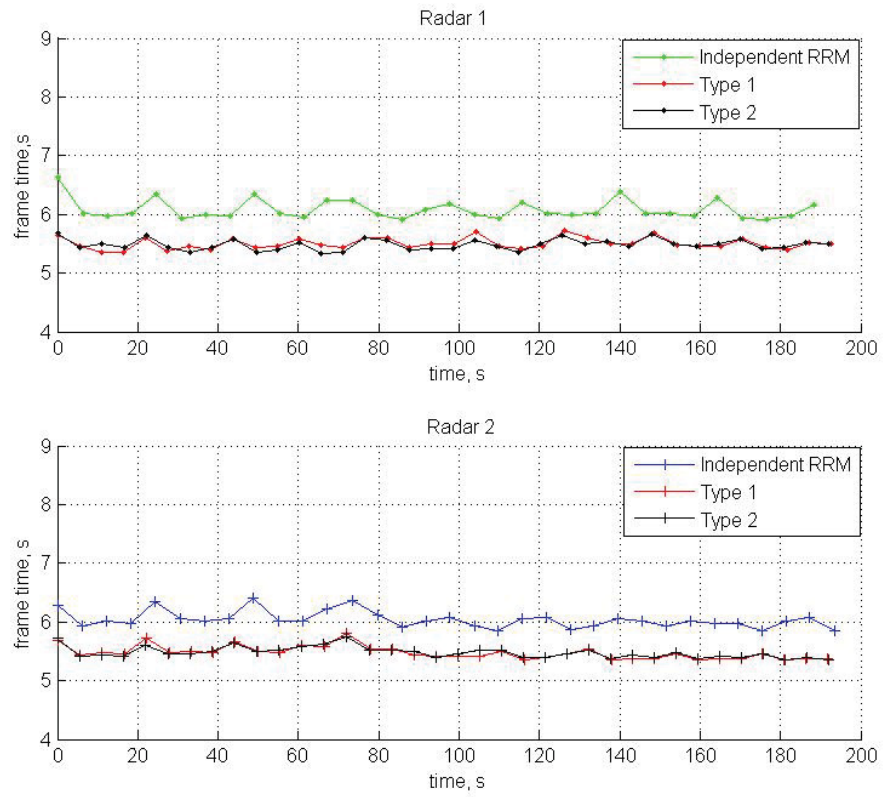 Radar 1
9
8
7
6
5
4
frame time,s
Independent RRM
Type 1
Type 2
0 20 40 60 80 100 120 140 160 180 200
time, s
Radar 2
9
8
7
6
5
4
frame time, s
Independent RRM
Type 1
Type 2
0 20 40 60 80 100 120 140 160 180 200
time, s